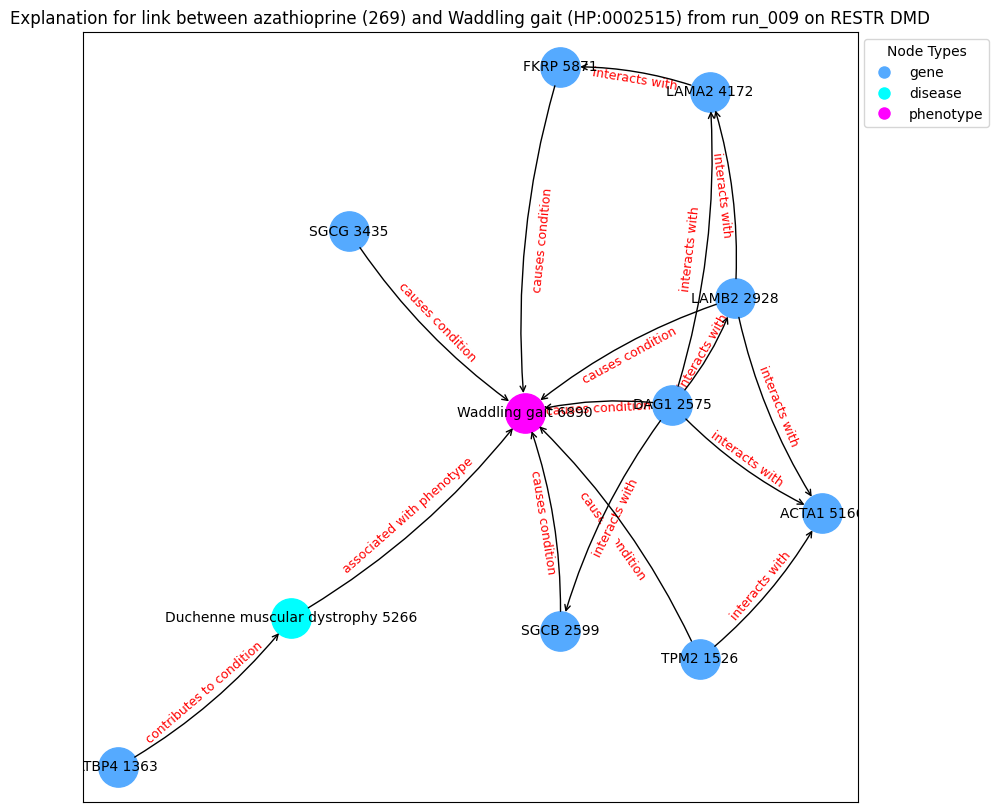 Explanation for link between azathioprine (269) and Waddling gait (HP:0002515) from run_009 on RESTR DMD
Node Types
gene
disease
phenotype
FKRP 5871
interacts with
LAMA2 4172
interacts with
interacts with
causes condition
SGCG 3435
causes condition
LAMB2 2928
causes condition
interacts with
interacts with
Waddling gait 6890
causes condition
DAG1 2575
interacts with
ACTA1 5166
associated with phenotype
causes condition
interacts with
causes condition
interacts with
Duchenne muscular dystrophy 5266
SGCB 2599
TPM2 1526
contributes to condition
TBP4 1363